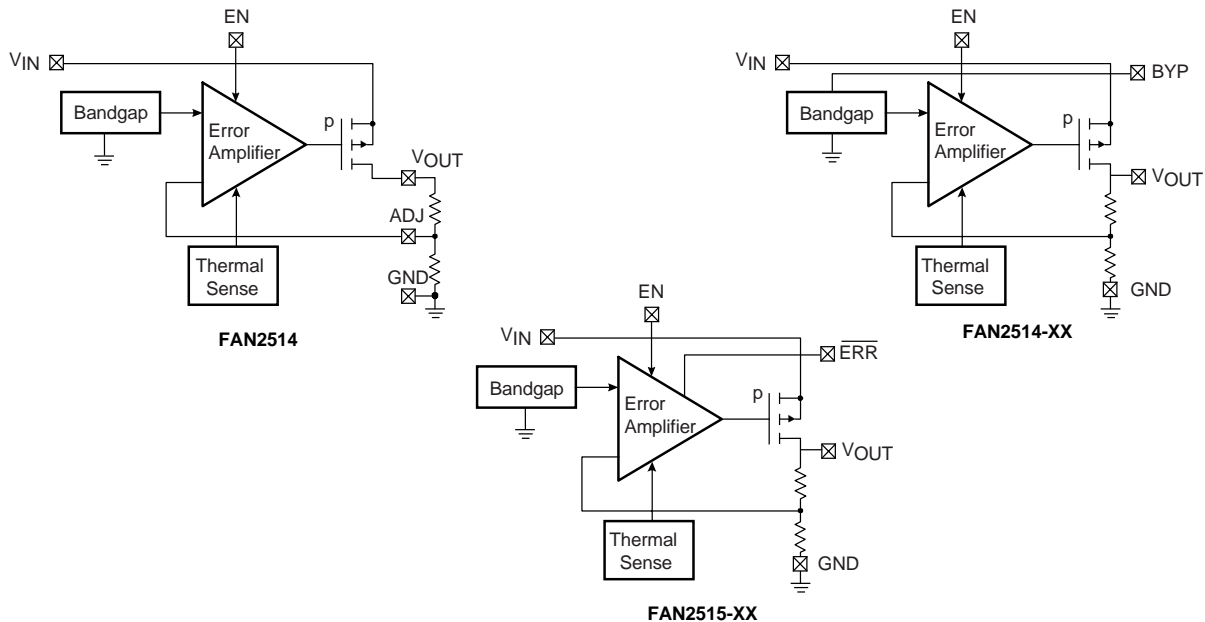 EN
VIN
Bandgap
p
Error
Amplifier
VOUT
ADJ
Thermal
Sense
GND
FAN2514
EN
VIN
BYP
Bandgap
p
Error
Amplifier
VOUT
Thermal
Sense
GND
FAN2514-XX
EN
VIN
ERR
Bandgap
p
Error
Amplifier
VOUT
Thermal
Sense
GND
FAN2515-XX